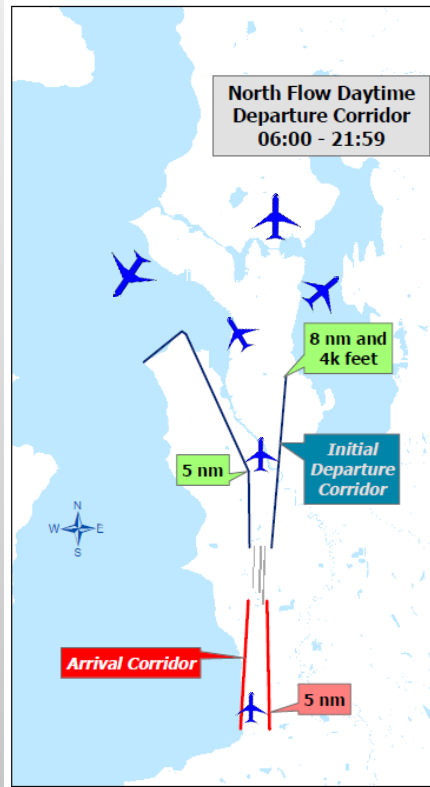 North Flow Daytime
Departure Corridor
06:00 - 21:59
8 nm and
4k feet
5 nm
Initial
Departure
Corridor
N
W E
S
Arrival Corridor
5 nm